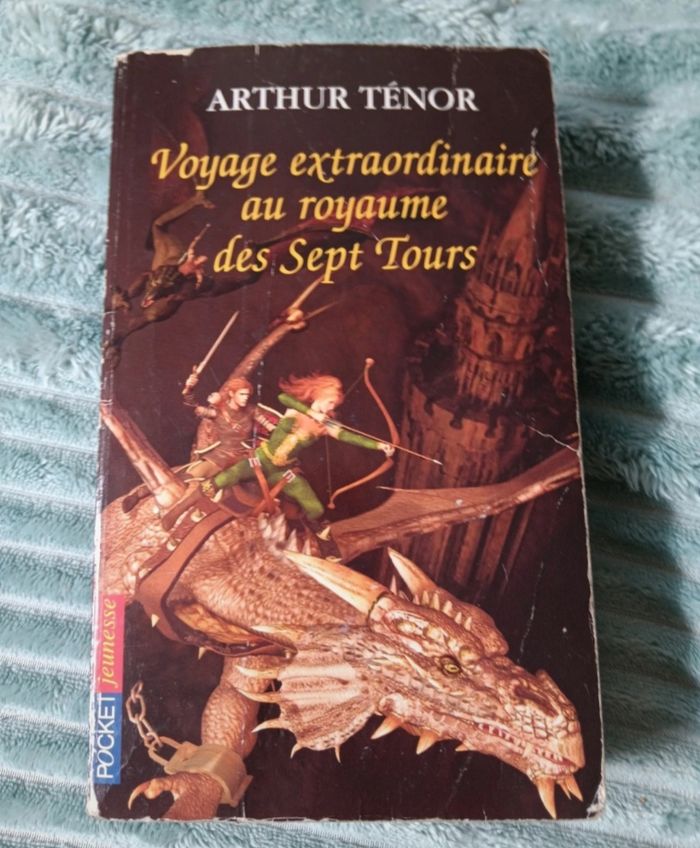 ARTHUR TÉNOR
Voyage extraordinaire
au royaume
des Sept Tours
POCKET jeunesse